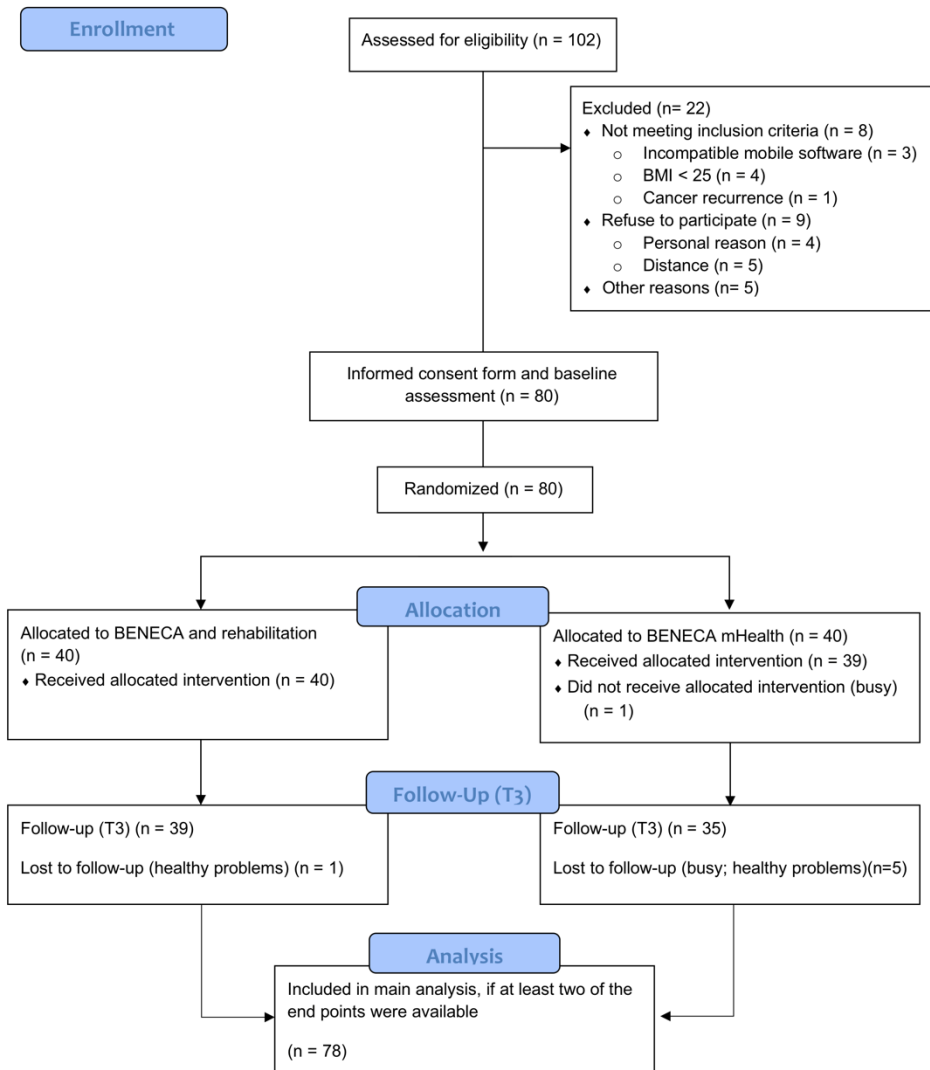 Enrollment
Assessed for eligibility (n = 102)
Excluded (n= 22)
♦ Not meeting inclusion criteria (n = 8)
o Incompatible mobile software (n = 3)
o BMI < 25 (n = 4)
o Cancer recurrence (n = 1)
♦ Refuse to participate (n = 9)
o Personal reason (n = 4)
o Distance (n = 5)
♦ Other reasons (n= 5)
Informed consent form and baseline
assessment (n = 80)
Randomized (n = 80)
Allocation
Allocated to BENECA and rehabilitation
(n = 40)
♦ Received allocated intervention (n = 40)
Allocated to BENECA mHealth (n = 40)
♦ Received allocated intervention (n = 39)
♦ Did not receive allocated intervention (busy)
(n = 1)
Follow-Up (T3)
Follow-up (T3) (n = 39)
Lost to follow-up (healthy problems) (n = 1)
Follow-up (T3) (n = 35)
Lost to follow-up (busy; healthy problems)(n=5)
Analysis
Included in main analysis, if at least two of the
end points were available
(n = 78)